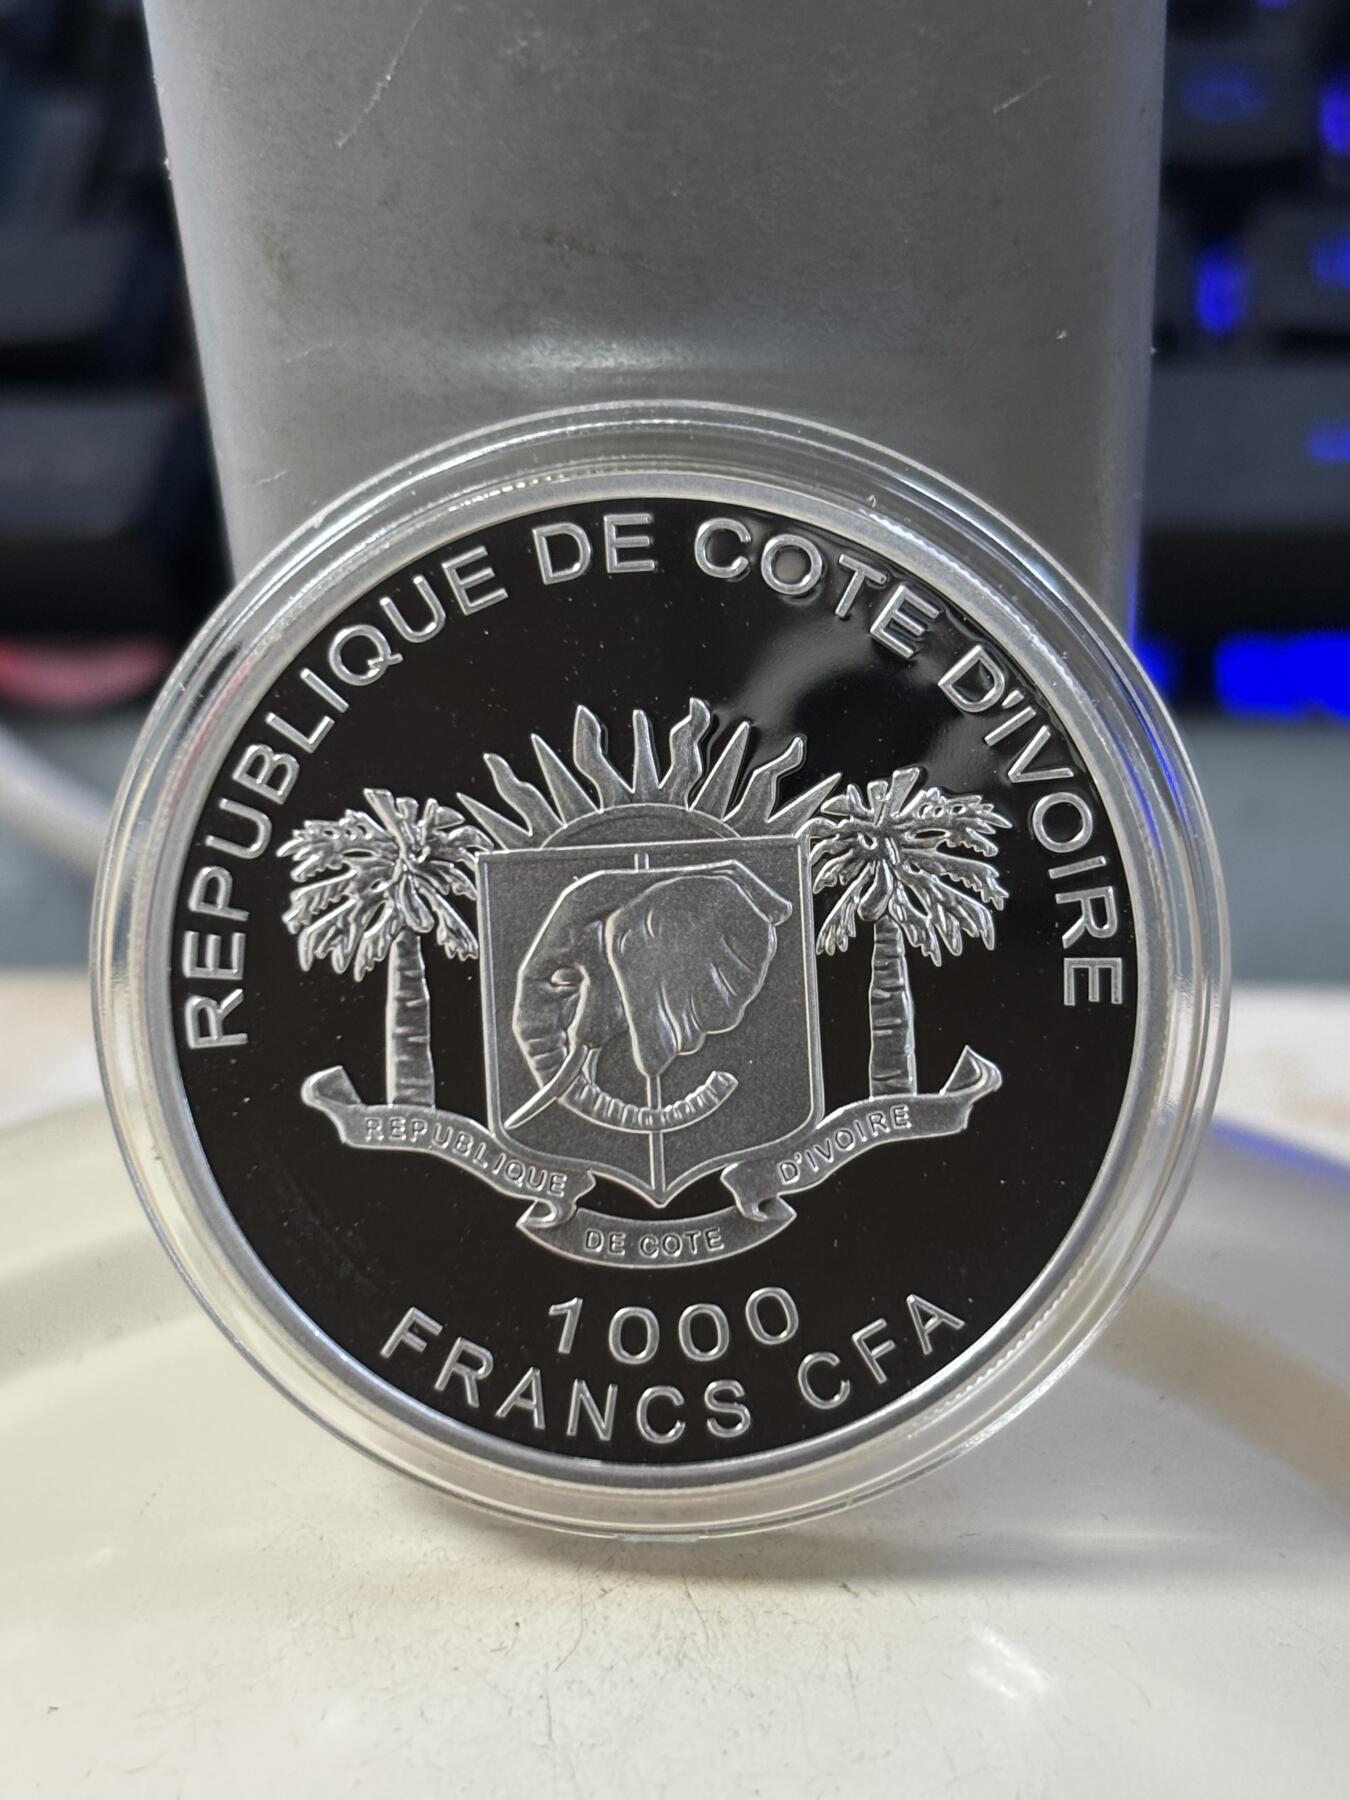 REPUBLIQUE DE COTE D'IVOIRE
REPUBLIQUE DE COTE D'IVOIRE
1000
FRANCS CFA